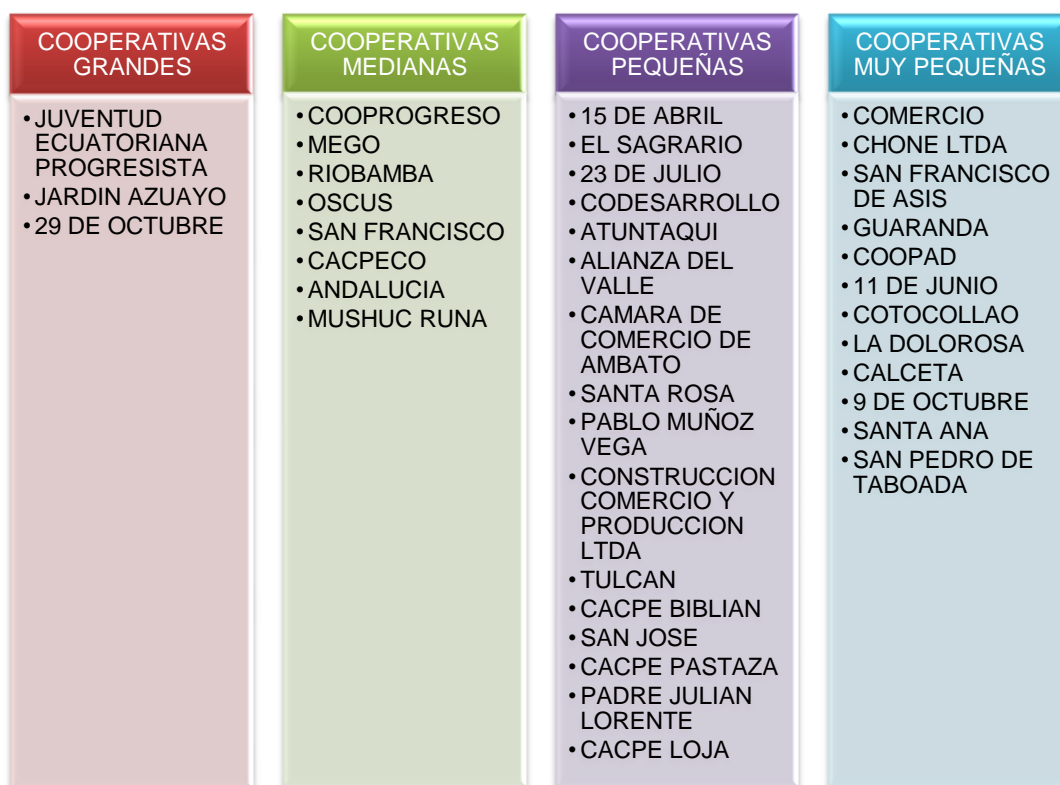 COOPERATIVAS
GRANDES
• JUVENTUD
ECUATORIANA
PROGRESISTA
• JARDIN AZUAYO
• 29 DE OCTUBRE
COOPERATIVAS
MEDIANAS
• COOPROGRESO
• MEGO
• RIOBAMBA
• OSCUS
• SAN FRANCISCO
• CACPECO
• ANDALUCIA
• MUSHUC RUNA
COOPERATIVAS
PEQUEÑAS
• 15 DE ABRIL
• EL SAGRARIO
• 23 DE JULIO
• CODESARROLLO
• ATUNTAQUI
• ALIANZA DEL
VALLE
• CAMARA DE
COMERCIO DE
AMBATO
• SANTA ROSA
• PABLO MUÑOZ
VEGA
• CONSTRUCCION
COMERCIO Y
PRODUCCION
LTDA
• TULCAN
• CACPE BIBLIAN
• SAN JOSE
• CACPE PASTAZA
• PADRE JULIAN
LORENTE
• CACPE LOJA
COOPERATIVAS
MUY PEQUEÑAS
• COMERCIO
• CHONE LTDA
• SAN FRANCISCO
DE ASIS
• GUARANDA
• COOPAD
• 11 DE JUNIO
• COTOCOLLAO
• LA DOLOROSA
• CALCETA
• 9 DE OCTUBRE
• SANTA ANA
• SAN PEDRO DE
TABOADA